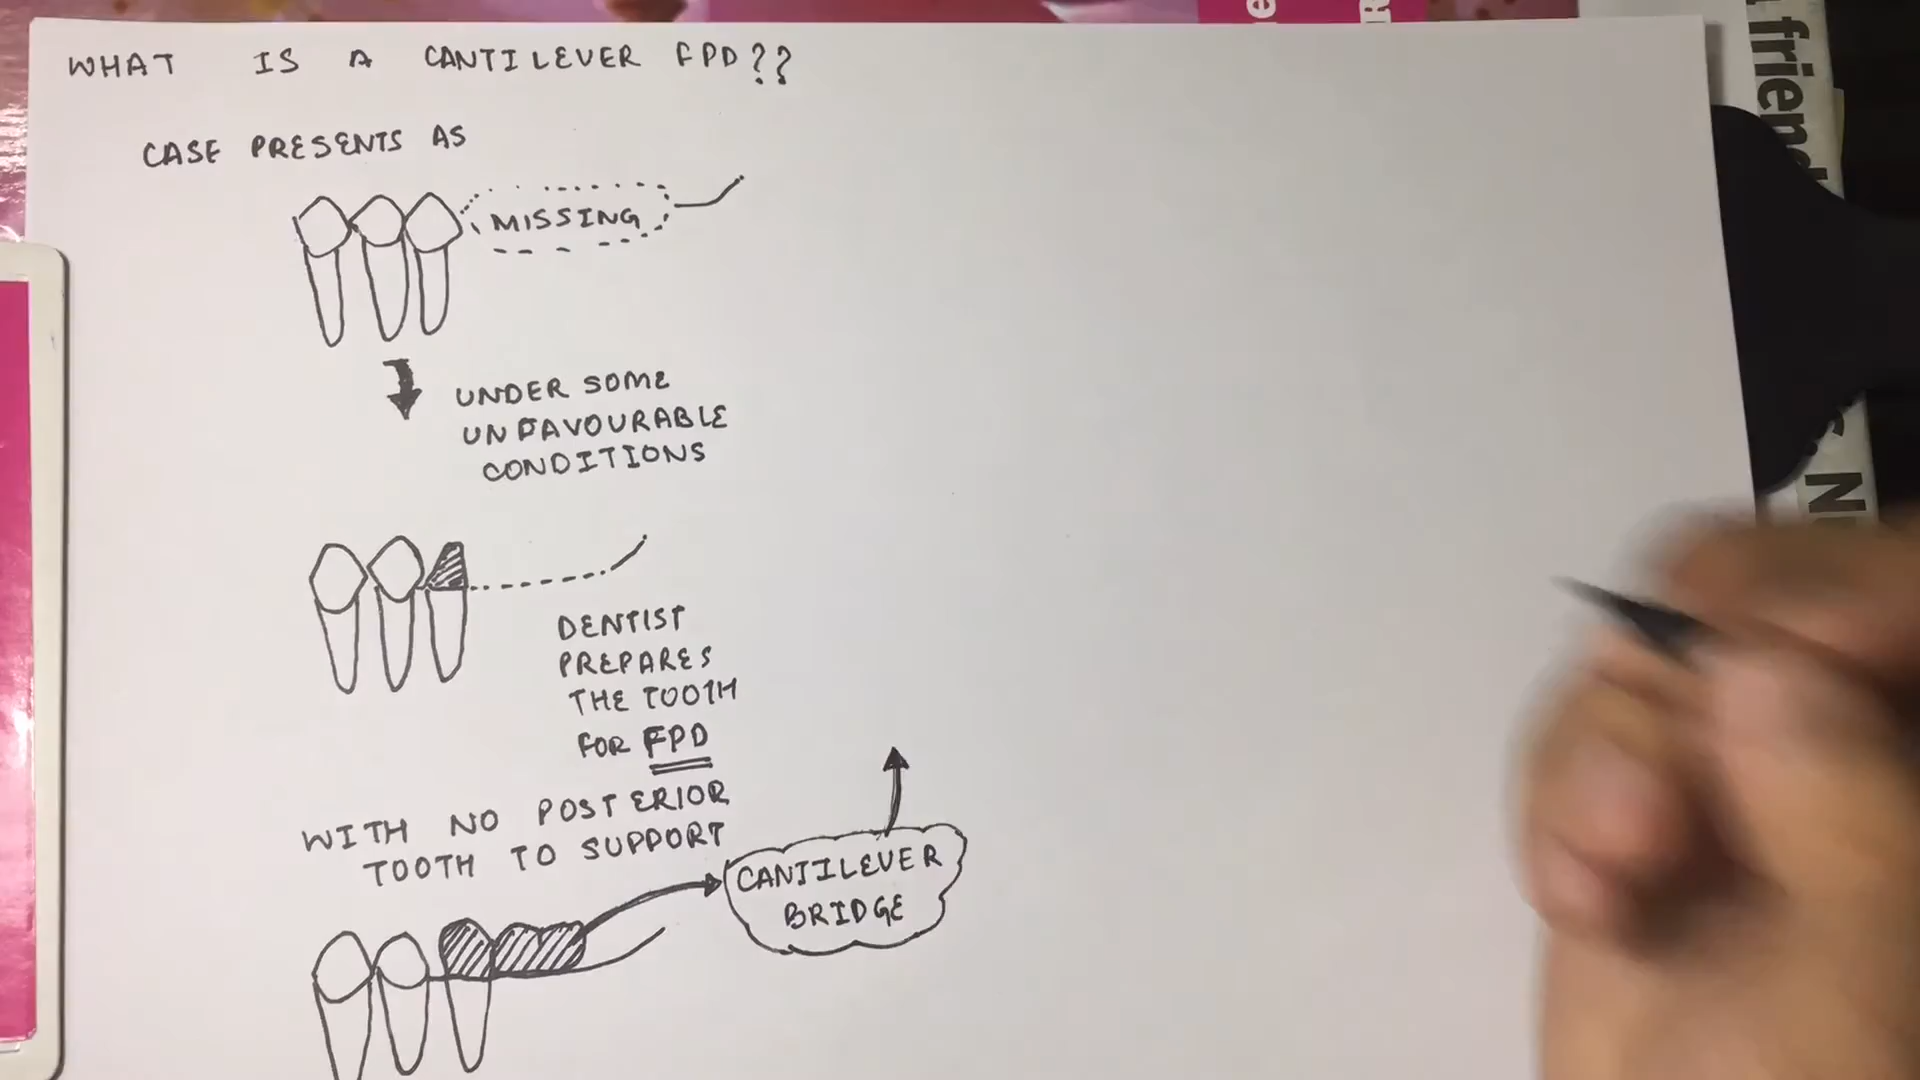 WHAT IS A CANTILEVER FPD??
CASE PRESENTS AS
MISSING
UNDER SOME
UNFAVOURABLE
CONDITIONS
DENTIST
PREPARES
THE TOOTH
FOR FPD
WITH NO POSTERIOR
TOOTH TO SUPPORT
CANTILEVER
BRIDGE
friend